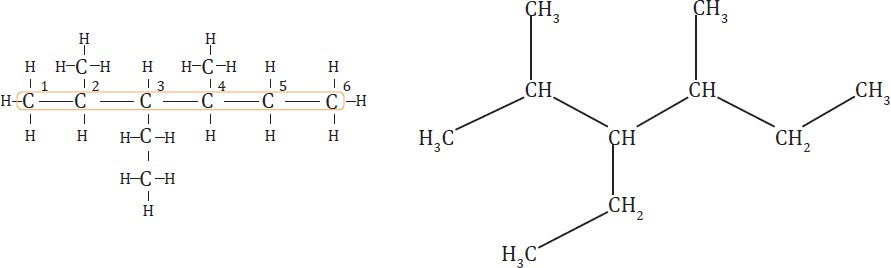 H H
H H–C–H H H–C–H H H
1 2 3 4 5 6
H–C–C–C–C–C–C–H
H H H–C–H H H H
H–C–H
H
CH₃ CH₃
CH CH CH₃
H₃C CH CH₂
CH₂
H₃C